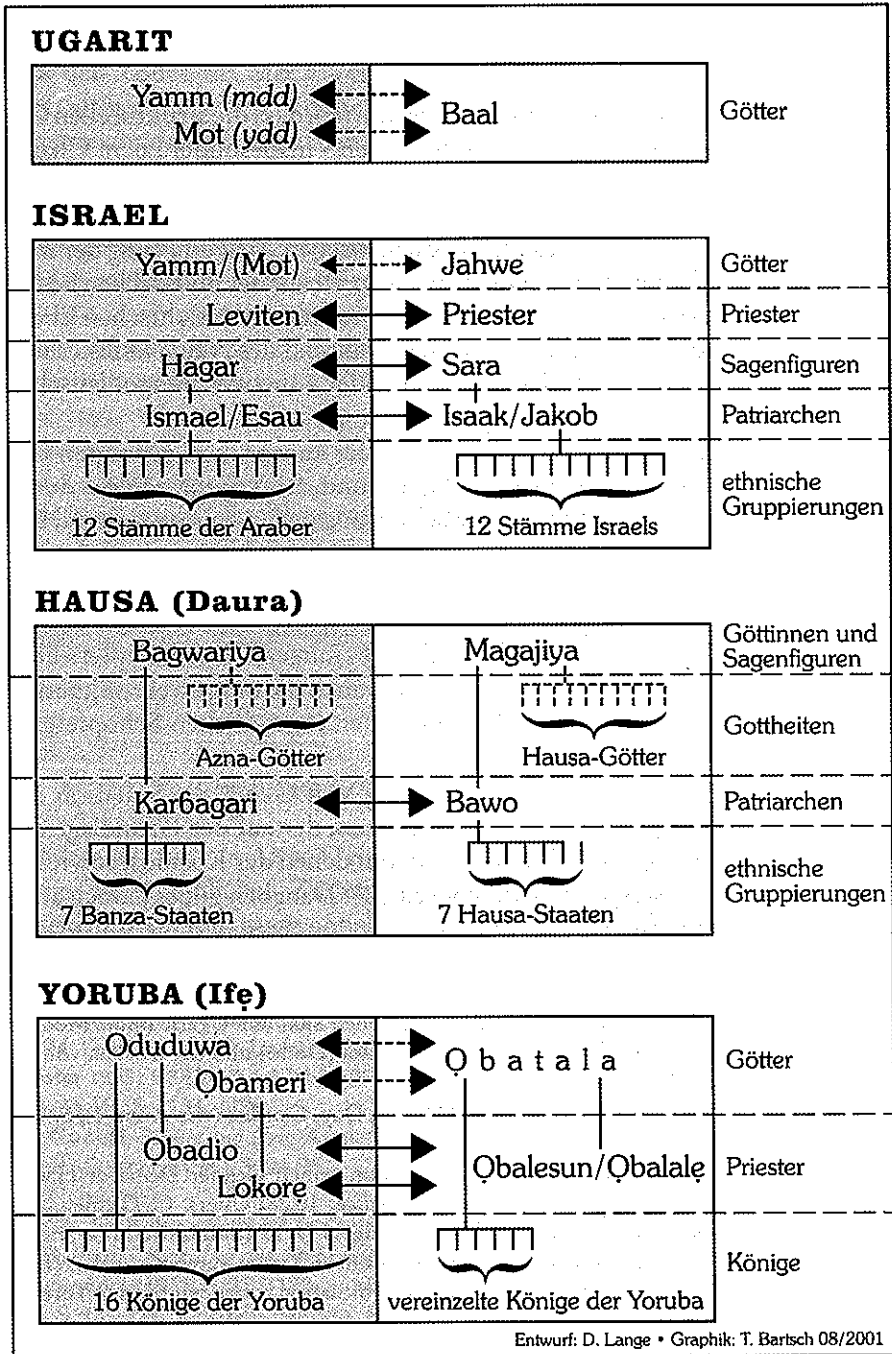 UGARIT
Yamm (mdd)
Mot (ydd)
Baal
Götter
ISRAEL
Yamm/(Mot)
Jahwe
Götter
Leviten
Priester
Priester
Hagar
Sara
Sagenfiguren
Ismael/Esau
Isaak/Jakob
Patriarchen
12 Stämme der Araber
12 Stämme Israels
ethnische
Gruppierungen
HAUSA (Daura)
Bagwariya
Magajiya
Göttinnen und
Sagenfiguren
Azna-Götter
Hausa-Götter
Gottheiten
Karɓagari
Bawo
Patriarchen
7 Banza-Staaten
7 Hausa-Staaten
ethnische
Gruppierungen
YORUBA (Ifẹ)
Oduduwa
Ọbameri
Ọbatala
Götter
Ọbadio
Lokorẹ
Ọbalesun/Ọbalalẹ
Priester
16 Könige der Yoruba
vereinzelte Könige der Yoruba
Könige
Entwurf: D. Lange • Graphik: T. Bartsch 08/2001